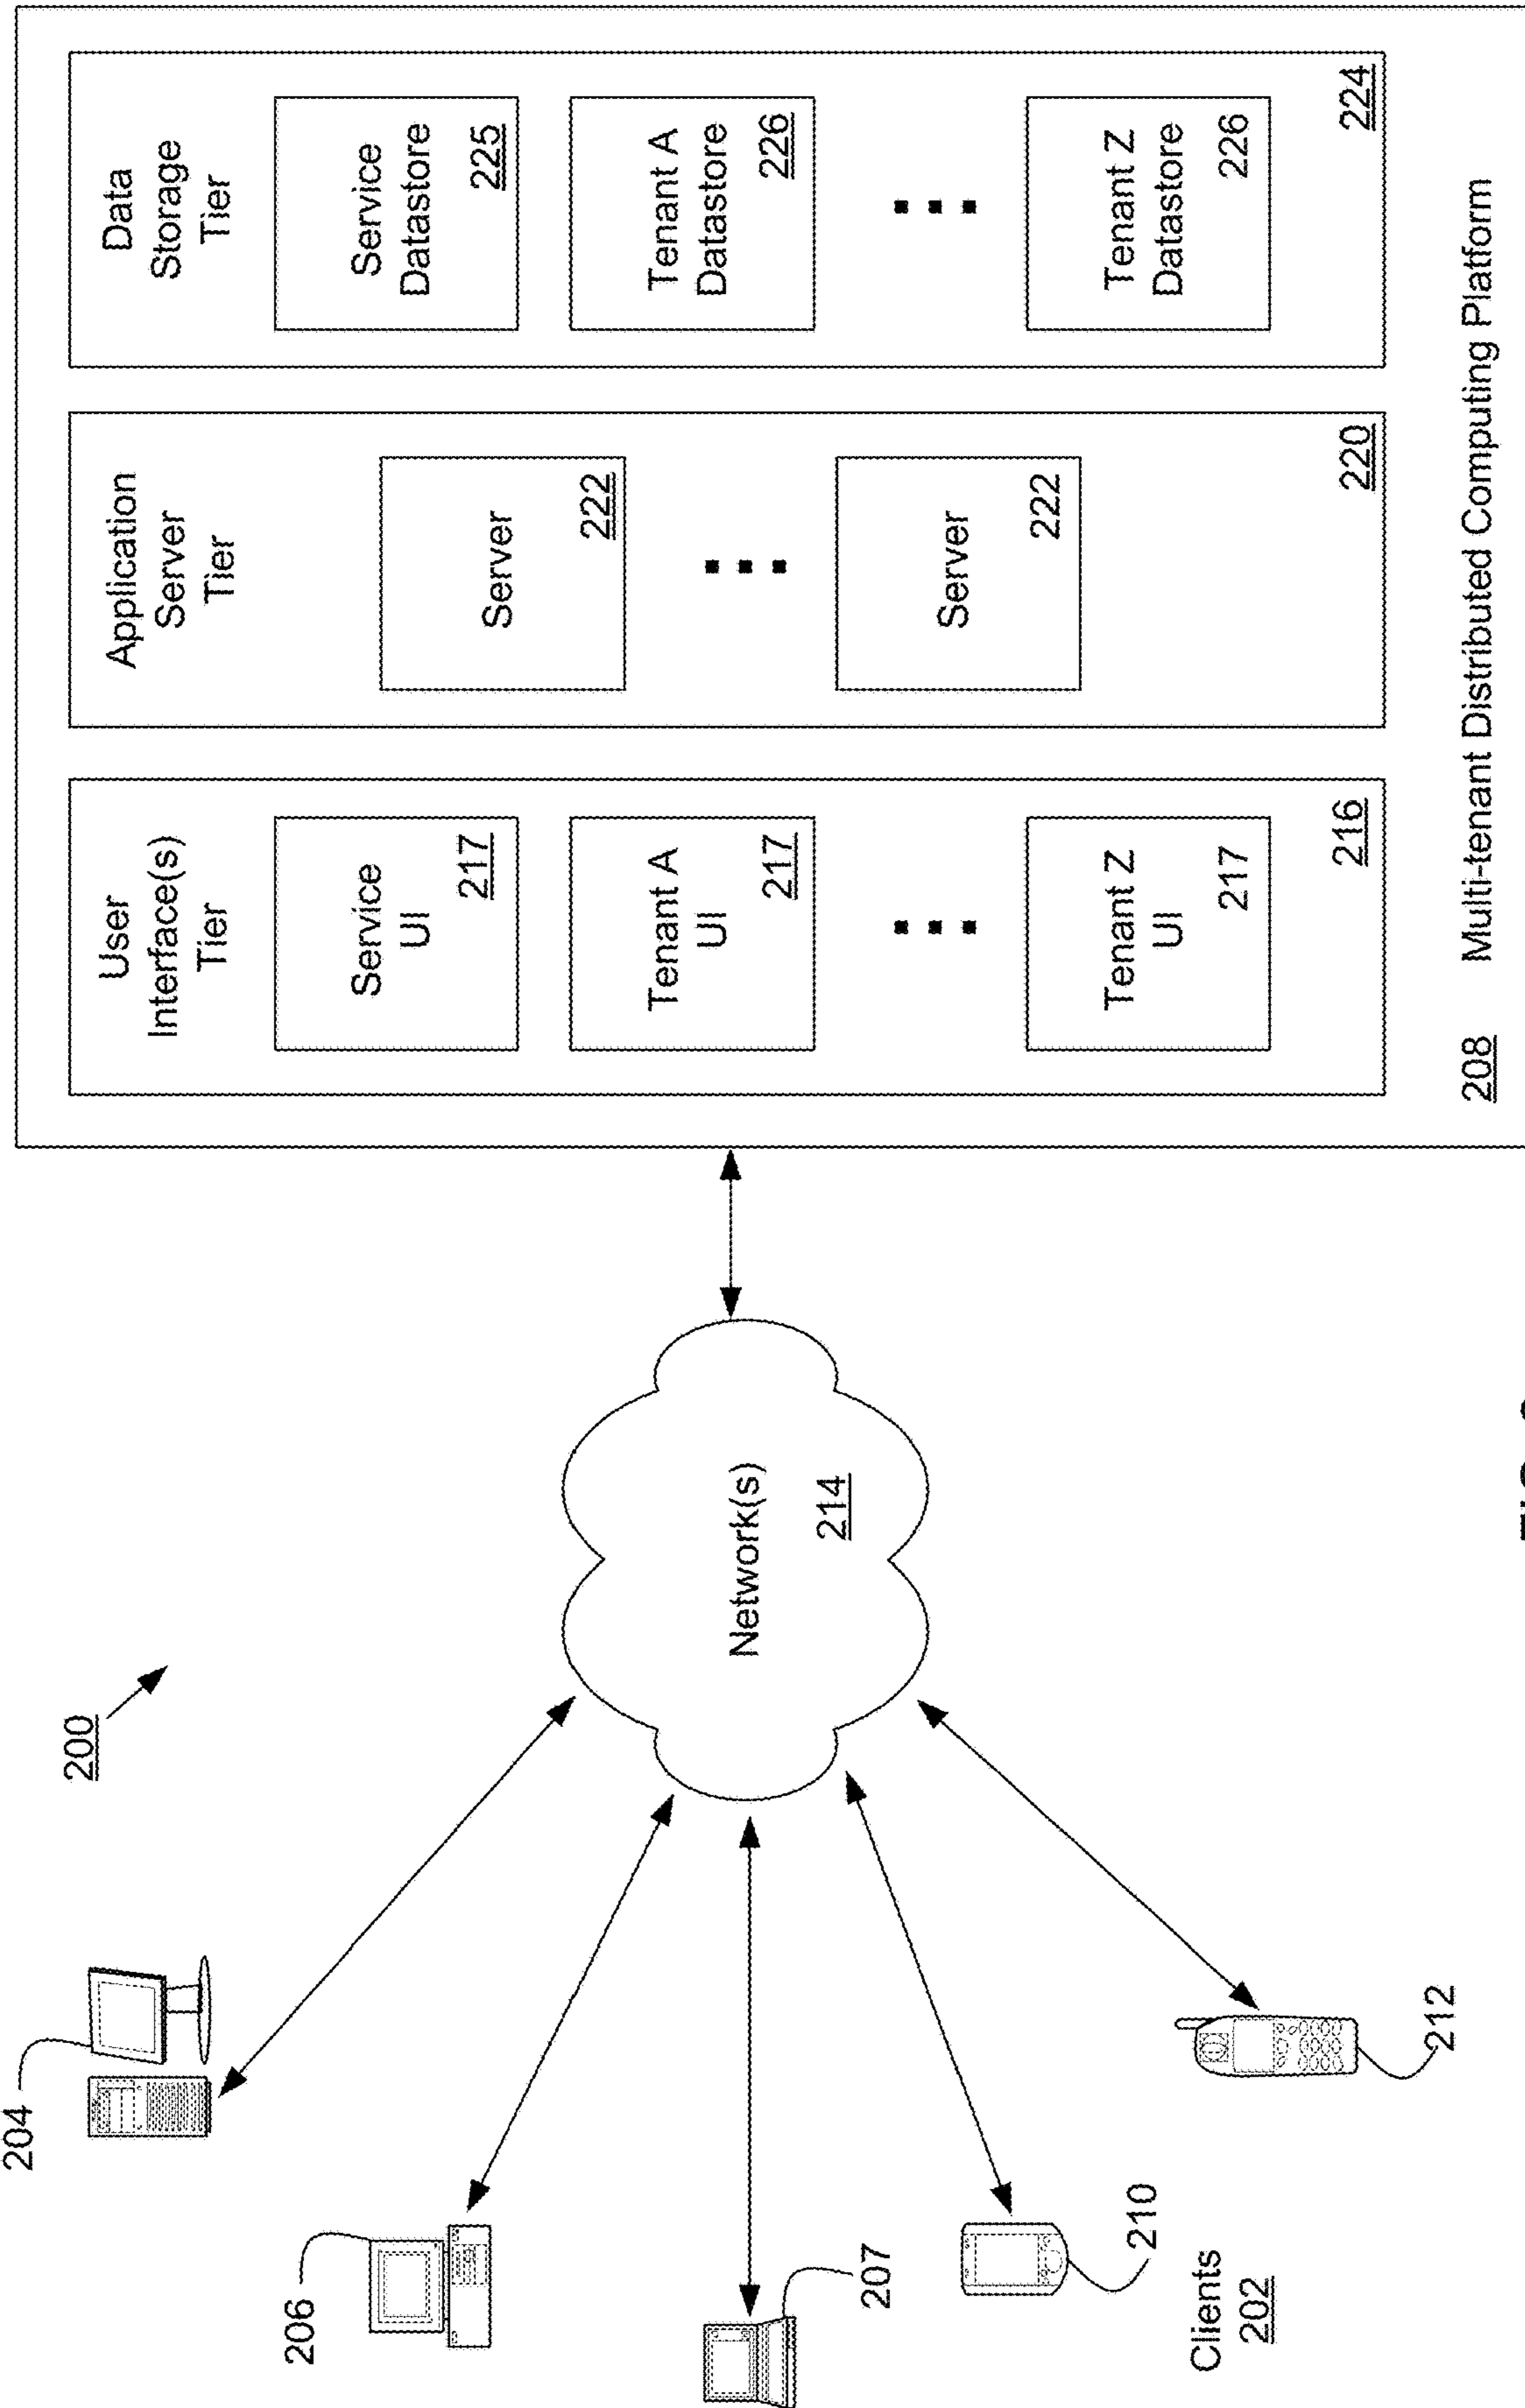 204
200
206
207
210
212
Clients
202
Network(s)
214
User
Interface(s)
Tier
Service
UI
217
Tenant A
UI
217
Tenant Z
UI
217
216
Application
Server
Tier
Server
222
Server
222
220
Data
Storage
Tier
Service
Datastore
225
Tenant A
Datastore
226
Tenant Z
Datastore
226
224
208 Multi-tenant Distributed Computing Platform